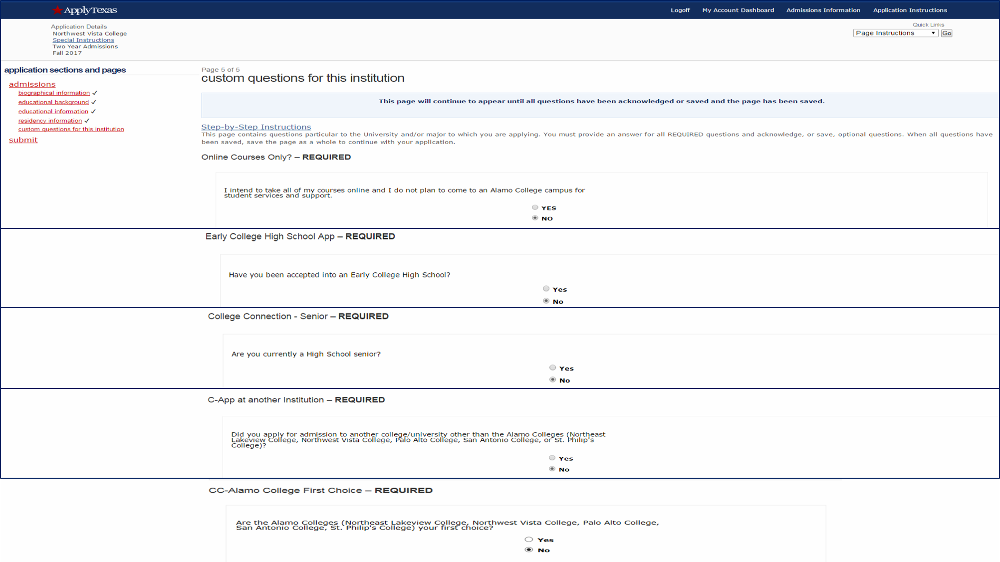 ApplyTexas
Logoff My Account Dashboard Admissions Information Application Instructions
Application Details
Northwest Vista College
Special Instructions
Two Year Admissions
Fall 2017
Quick Links
Page Instructions Go
application sections and pages
admissions
biographical information ✓
educational background ✓
educational information ✓
residency information ✓
custom questions for this institution
submit
Page 5 of 5
custom questions for this institution
This page will continue to appear until all questions have been acknowledged or saved and the page has been saved.
Step-by-Step Instructions
This page contains questions particular to the University and/or major to which you are applying. You must provide an answer for all REQUIRED questions and acknowledge, or save, optional questions. When all questions have
been saved, save the page as a whole to continue with your application.
Online Courses Only? – REQUIRED
I intend to take all of my courses online and I do not plan to come to an Alamo College campus for
student services and support.
YES
NO
Early College High School App – REQUIRED
Have you been accepted into an Early College High School?
Yes
No
College Connection - Senior – REQUIRED
Are you currently a High School senior?
Yes
No
C-App at another Institution – REQUIRED
Did you apply for admission to another college/university other than the Alamo Colleges (Northeast
Lakeview College, Northwest Vista College, Palo Alto College, San Antonio College, or St. Philip's
College)?
Yes
No
CC-Alamo College First Choice – REQUIRED
Are the Alamo Colleges (Northeast Lakeview College, Northwest Vista College, Palo Alto College,
San Antonio College, St. Philip's College) your first choice?
Yes
No